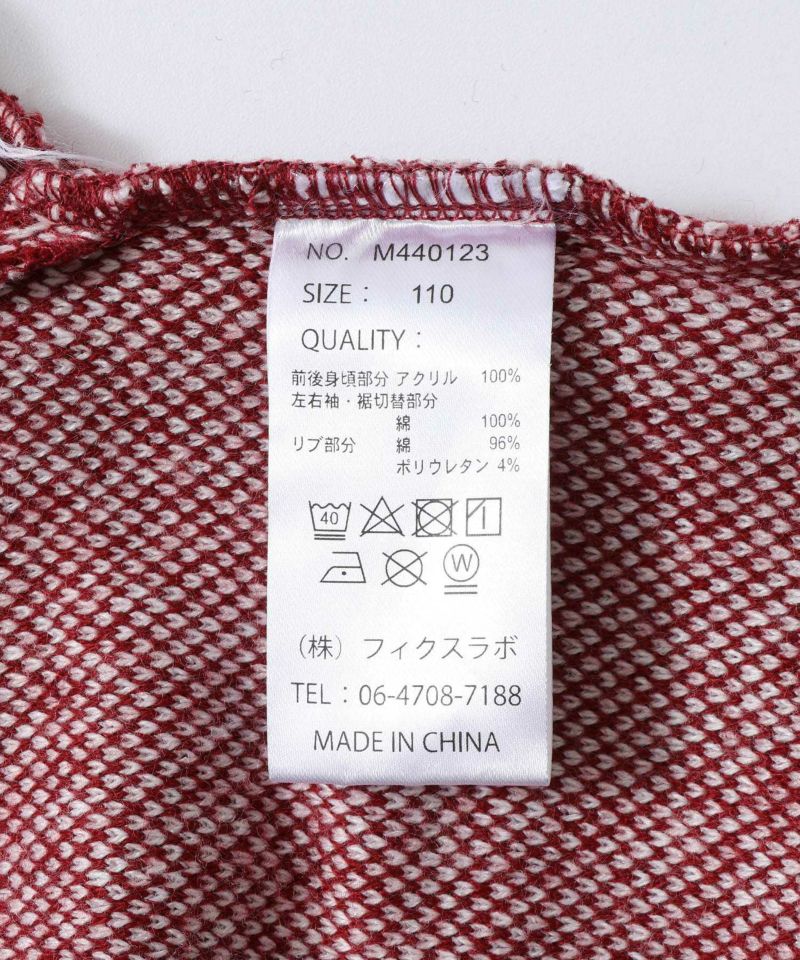 NO. M440123
SIZE : 110
QUALITY :
前後身頃部分 アクリル 100%
左右袖・裾切替部分
綿 100%
リブ部分 綿 96%
ポリウレタン 4%
40
W
(株) フィクスラボ
TEL : 06-4708-7188
MADE IN CHINA